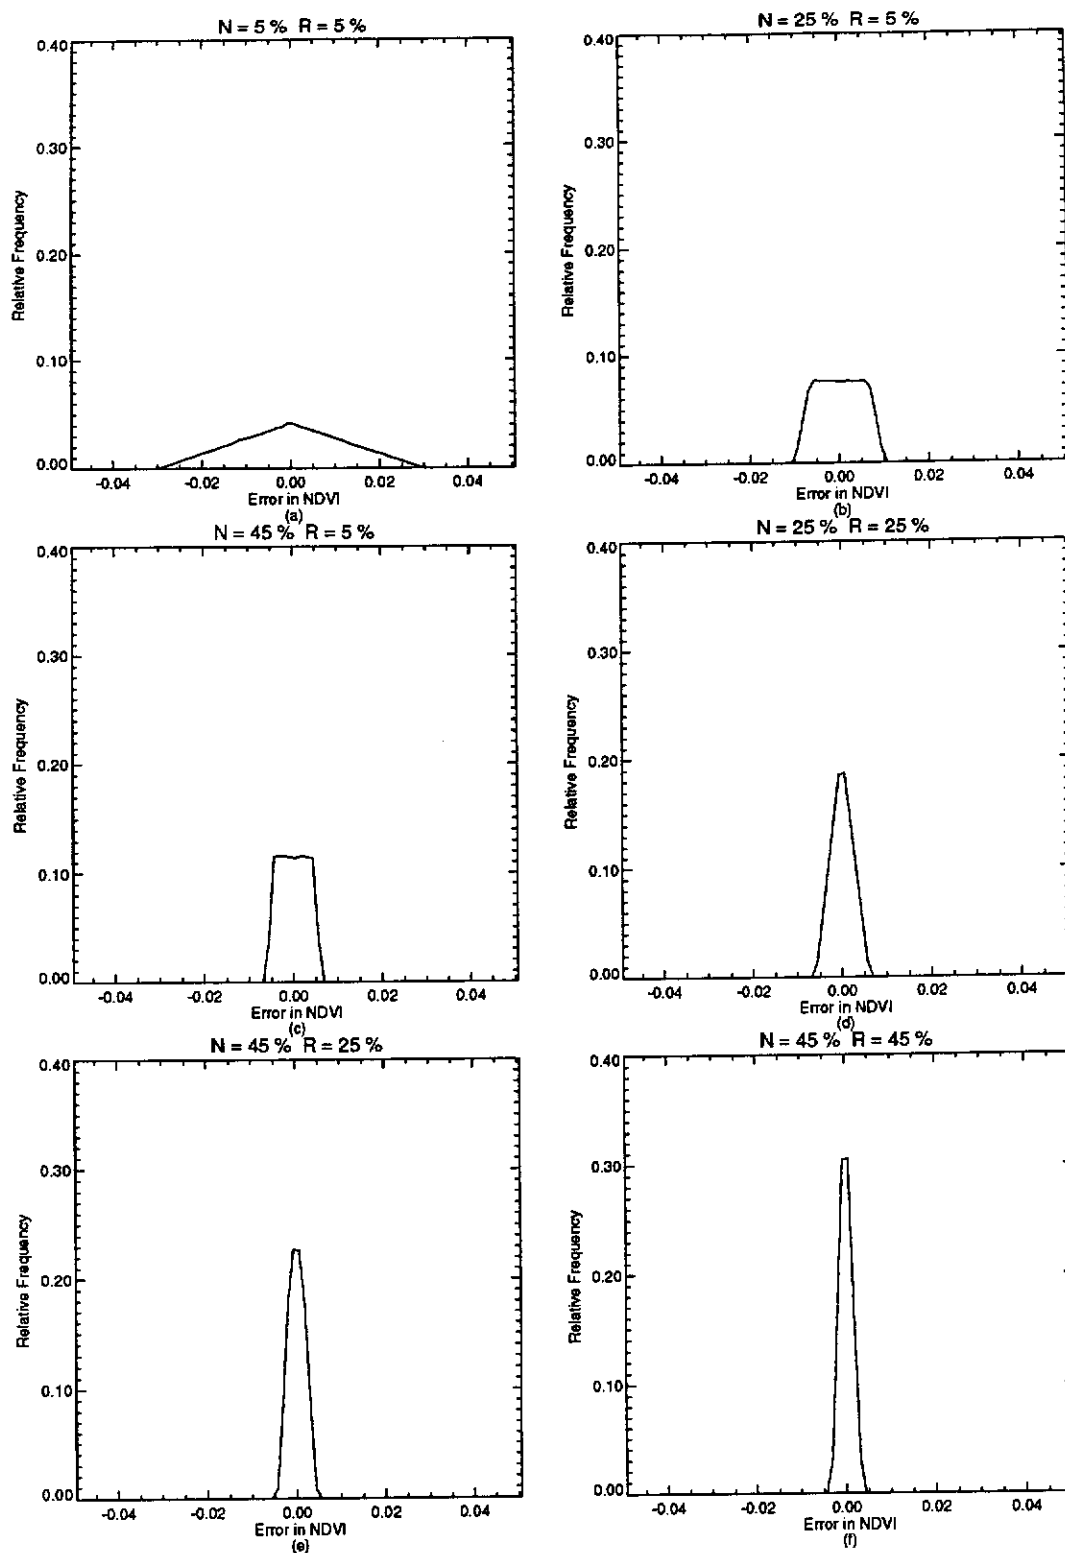 N = 5 % R = 5 %
0.40
0.30
0.20
0.10
0.00
Relative Frequency
-0.04 -0.02 0.00 0.02 0.04
Error in NDVI
(a)
N = 25 % R = 5 %
0.40
0.30
0.20
0.10
0.00
Relative Frequency
-0.04 -0.02 0.00 0.02 0.04
Error in NDVI
(b)
N = 45 % R = 5 %
0.40
0.30
0.20
0.10
0.00
Relative Frequency
-0.04 -0.02 0.00 0.02 0.04
Error in NDVI
(c)
N = 25 % R = 25 %
0.40
0.30
0.20
0.10
0.00
Relative Frequency
-0.04 -0.02 0.00 0.02 0.04
Error in NDVI
(d)
N = 45 % R = 25 %
0.40
0.30
0.20
0.10
0.00
Relative Frequency
-0.04 -0.02 0.00 0.02 0.04
Error in NDVI
(e)
N = 45 % R = 45 %
0.40
0.30
0.20
0.10
0.00
Relative Frequency
-0.04 -0.02 0.00 0.02 0.04
Error in NDVI
(f)